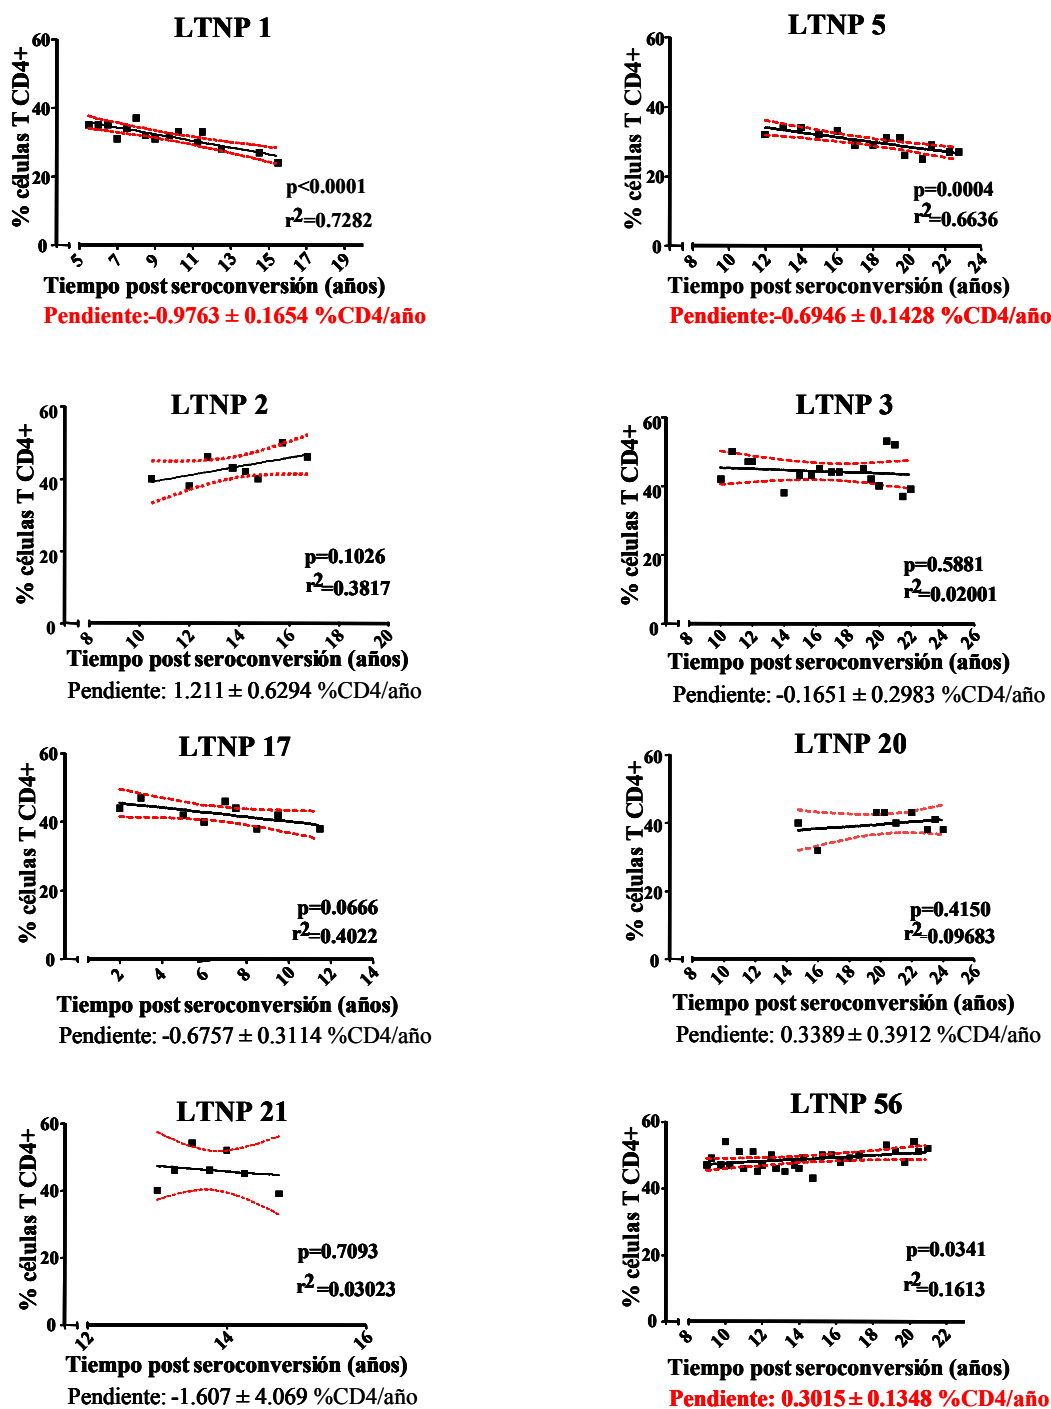 LTNP 1
% células T CD4+
60
40
20
0
5 7 9 11 13 15 17 19
p<0.0001
r2=0.7282
Tiempo post seroconversión (años)
Pendiente:-0.9763 ± 0.1654 %CD4/año
LTNP 5
% células T CD4+
60
40
20
0
8 10 12 14 16 18 20 22 24
p=0.0004
r2=0.6636
Tiempo post seroconversión (años)
Pendiente:-0.6946 ± 0.1428 %CD4/año
LTNP 2
% células T CD4+
60
40
20
0
8 10 12 14 16 18 20
p=0.1026
r2=0.3817
Tiempo post seroconversión (años)
Pendiente: 1.211 ± 0.6294 %CD4/año
LTNP 3
% células T CD4+
60
40
20
0
8 10 12 14 16 18 20 22 24 26
p=0.5881
r2=0.02001
Tiempo post seroconversión (años)
Pendiente: -0.1651 ± 0.2983 %CD4/año
LTNP 17
% células T CD4+
60
40
20
0
2 4 6 8 10 12 14
p=0.0666
r2=0.4022
Tiempo post seroconversión (años)
Pendiente: -0.6757 ± 0.3114 %CD4/año
LTNP 20
% células T CD4+
60
40
20
0
8 10 12 14 16 18 20 22 24 26
p=0.4150
r2=0.09683
Tiempo post seroconversión (años)
Pendiente: 0.3389 ± 0.3912 %CD4/año
LTNP 21
% células T CD4+
60
40
20
0
12 14 16
p=0.7093
r2=0.03023
Tiempo post seroconversión (años)
Pendiente: -1.607 ± 4.069 %CD4/año
LTNP 56
% células T CD4+
60
40
20
0
8 10 12 14 16 18 20 22
p=0.0341
r2=0.1613
Tiempo post seroconversión (años)
Pendiente: 0.3015 ± 0.1348 %CD4/año